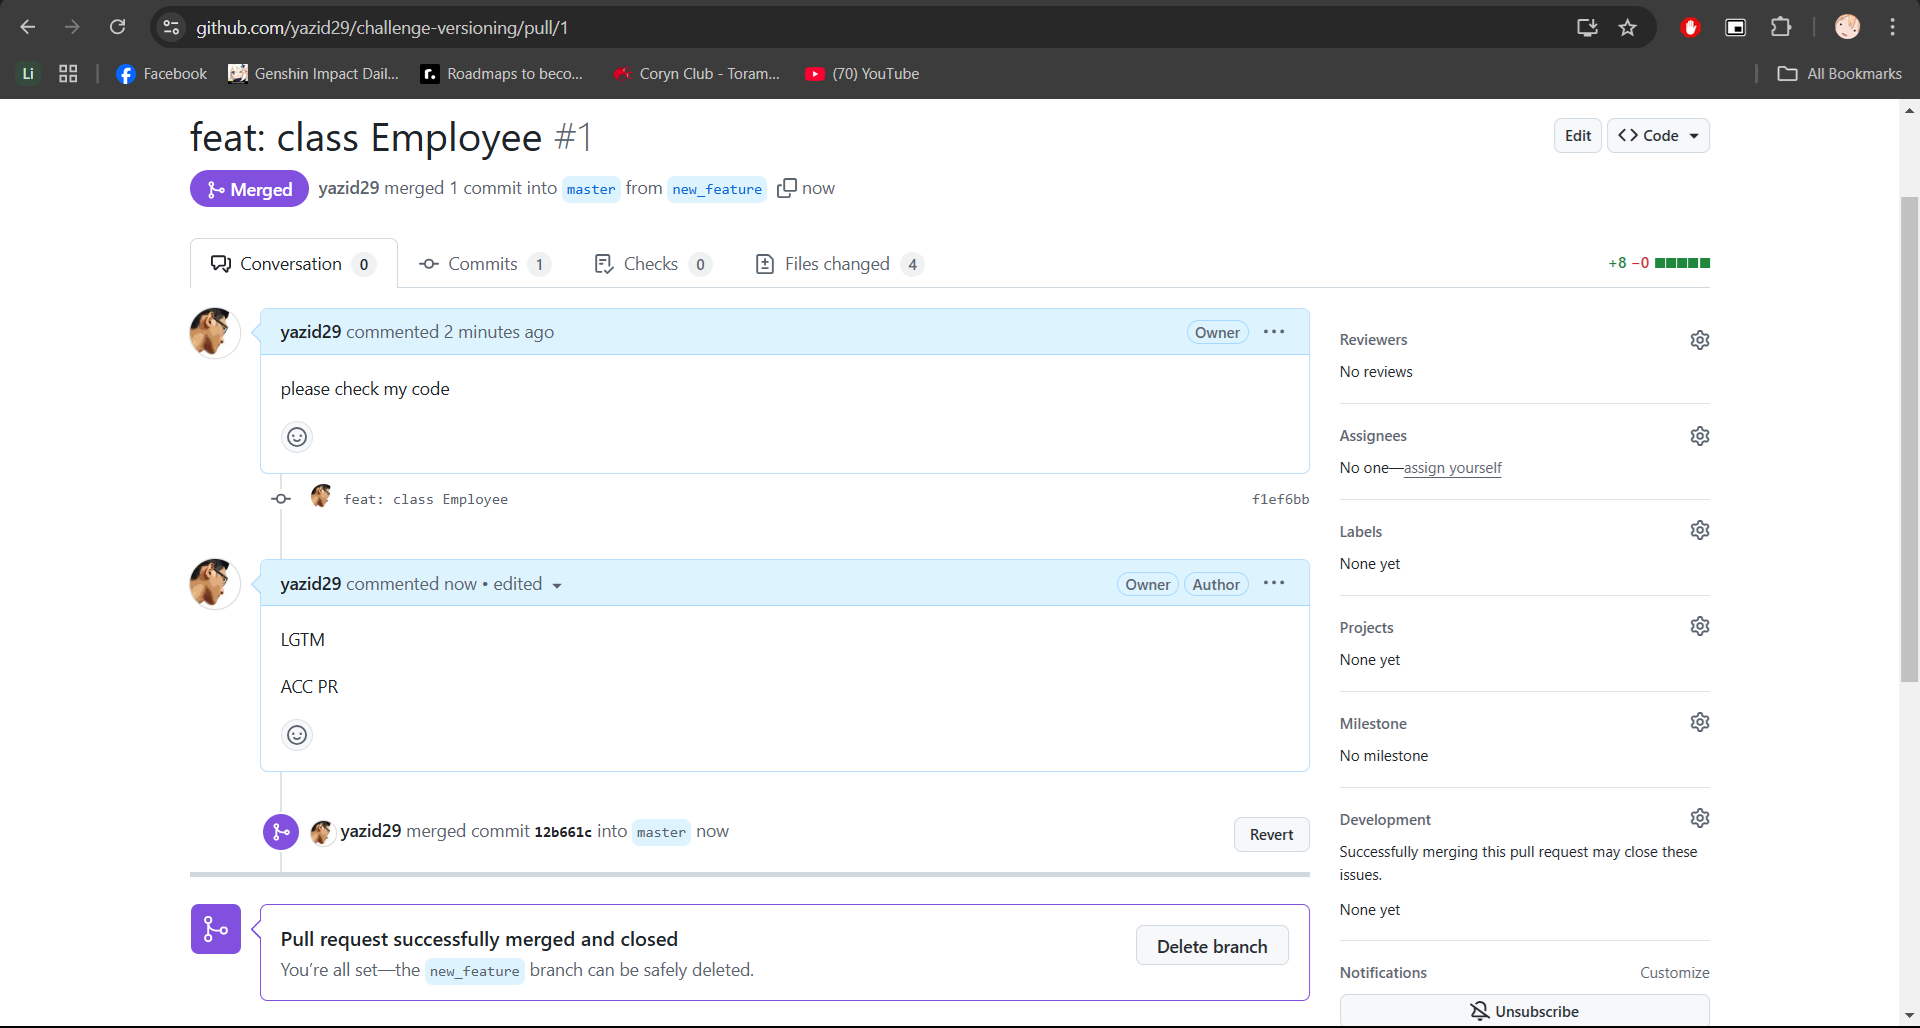 github.com/yazid29/challenge-versioning/pull/1
Li Facebook Genshin Impact Dail... Roadmaps to beco... Coryn Club - Toram... (70) YouTube All Bookmarks
feat: class Employee #1
Edit Code
Merged yazid29 merged 1 commit into master from new_feature now
Conversation 0 Commits 1 Checks 0 Files changed 4 +8 −0
yazid29 commented 2 minutes ago Owner
please check my code
feat: class Employee f1ef6bb
yazid29 commented now • edited Owner Author
LGTM
ACC PR
yazid29 merged commit 12b661c into master now Revert
Pull request successfully merged and closed
You’re all set—the new_feature branch can be safely deleted.
Delete branch
Reviewers
No reviews
Assignees
No one—assign yourself
Labels
None yet
Projects
None yet
Milestone
No milestone
Development
Successfully merging this pull request may close these
issues.
None yet
Notifications Customize
Unsubscribe